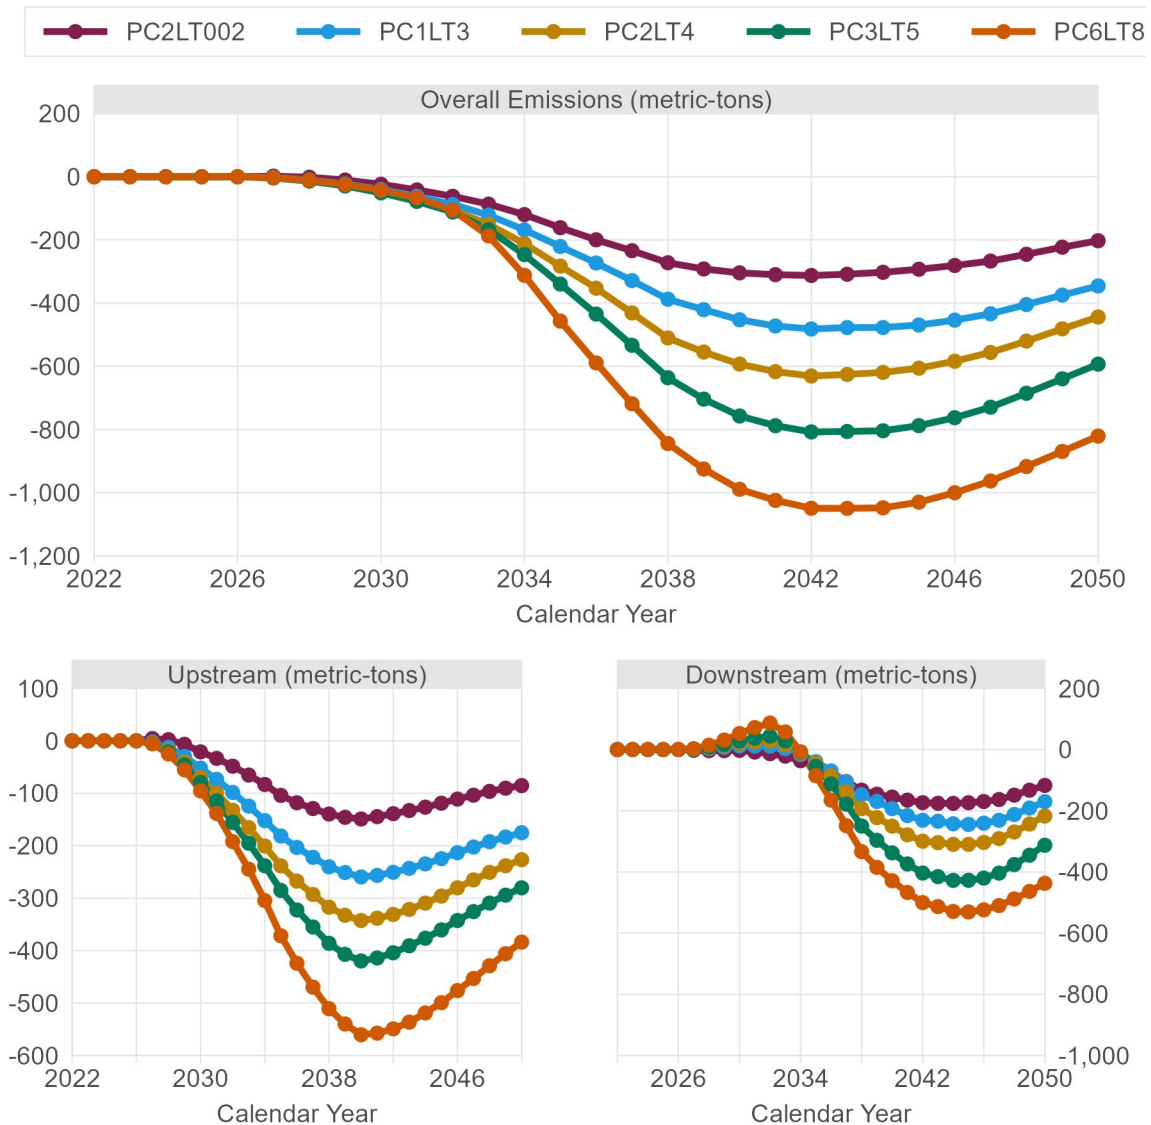 PC2LT002 PC1LT3 PC2LT4 PC3LT5 PC6LT8
Overall Emissions (metric-tons)
200
0
-200
-400
-600
-800
-1,000
-1,200
2022 2026 2030 2034 2038 2042 2046 2050
Calendar Year
Upstream (metric-tons)
100
0
-100
-200
-300
-400
-500
-600
2022 2030 2038 2046
Calendar Year
Downstream (metric-tons)
200
0
-200
-400
-600
-800
-1,000
2026 2034 2042 2050
Calendar Year